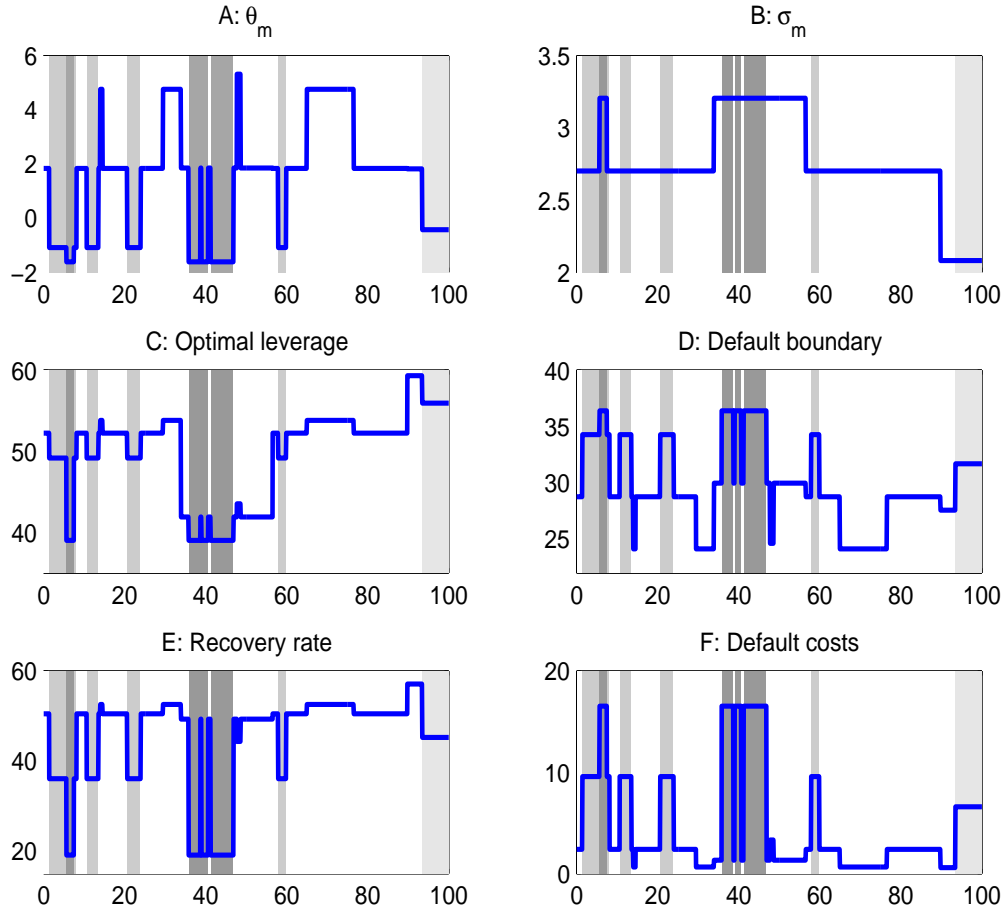 A: θm
6
4
2
0
−2
0 20 40 60 80 100
B: σm
3.5
3
2.5
2
0 20 40 60 80 100
C: Optimal leverage
60
50
40
0 20 40 60 80 100
D: Default boundary
40
35
30
25
0 20 40 60 80 100
E: Recovery rate
60
40
20
0 20 40 60 80 100
F: Default costs
20
10
0
0 20 40 60 80 100